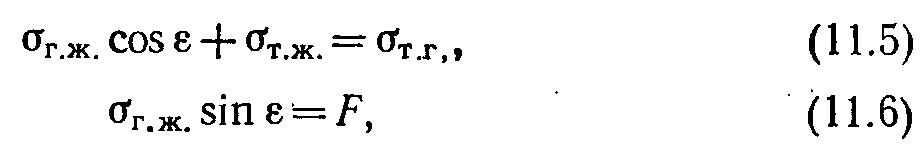 σг.ж. cos ε + σт.ж. = σт.г., (11.5)
σг.ж. sin ε = F, (11.6)